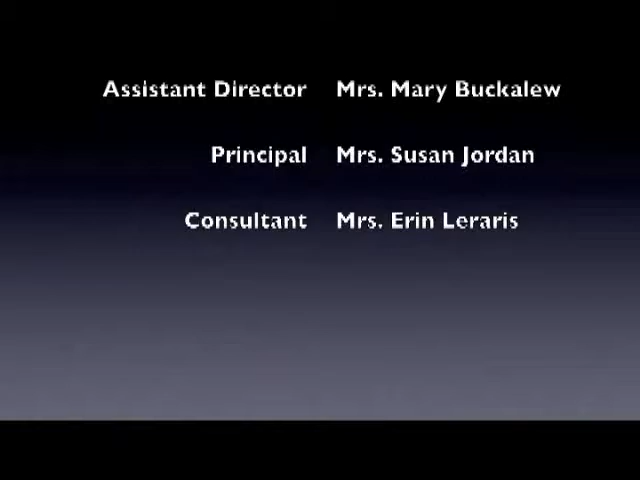 Assistant Director Mrs. Mary Buckalew
Principal Mrs. Susan Jordan
Consultant Mrs. Erin Leraris